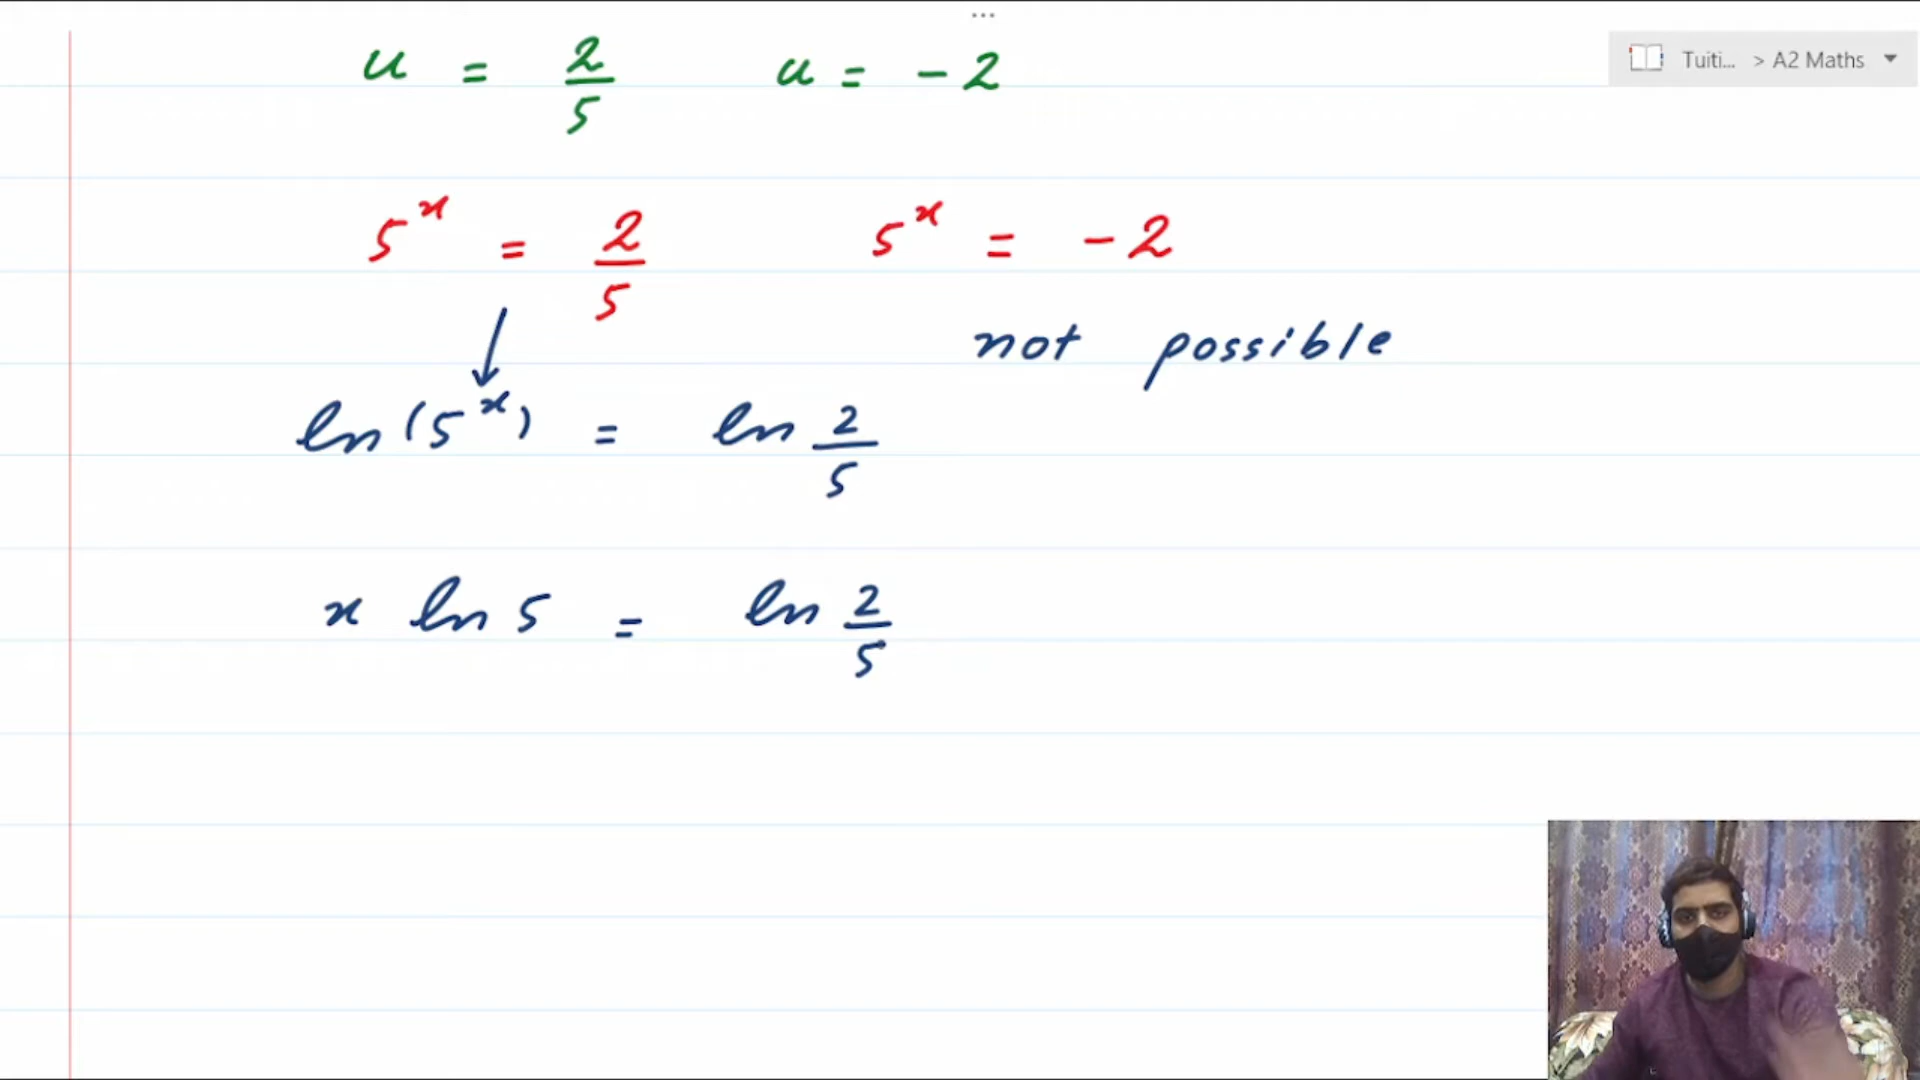 ...
Tuiti... > A2 Maths
u = 2/5    u = -2
5^x = 2/5    5^x = -2
not possible
ln(5^x) = ln 2/5
x ln 5 = ln 2/5